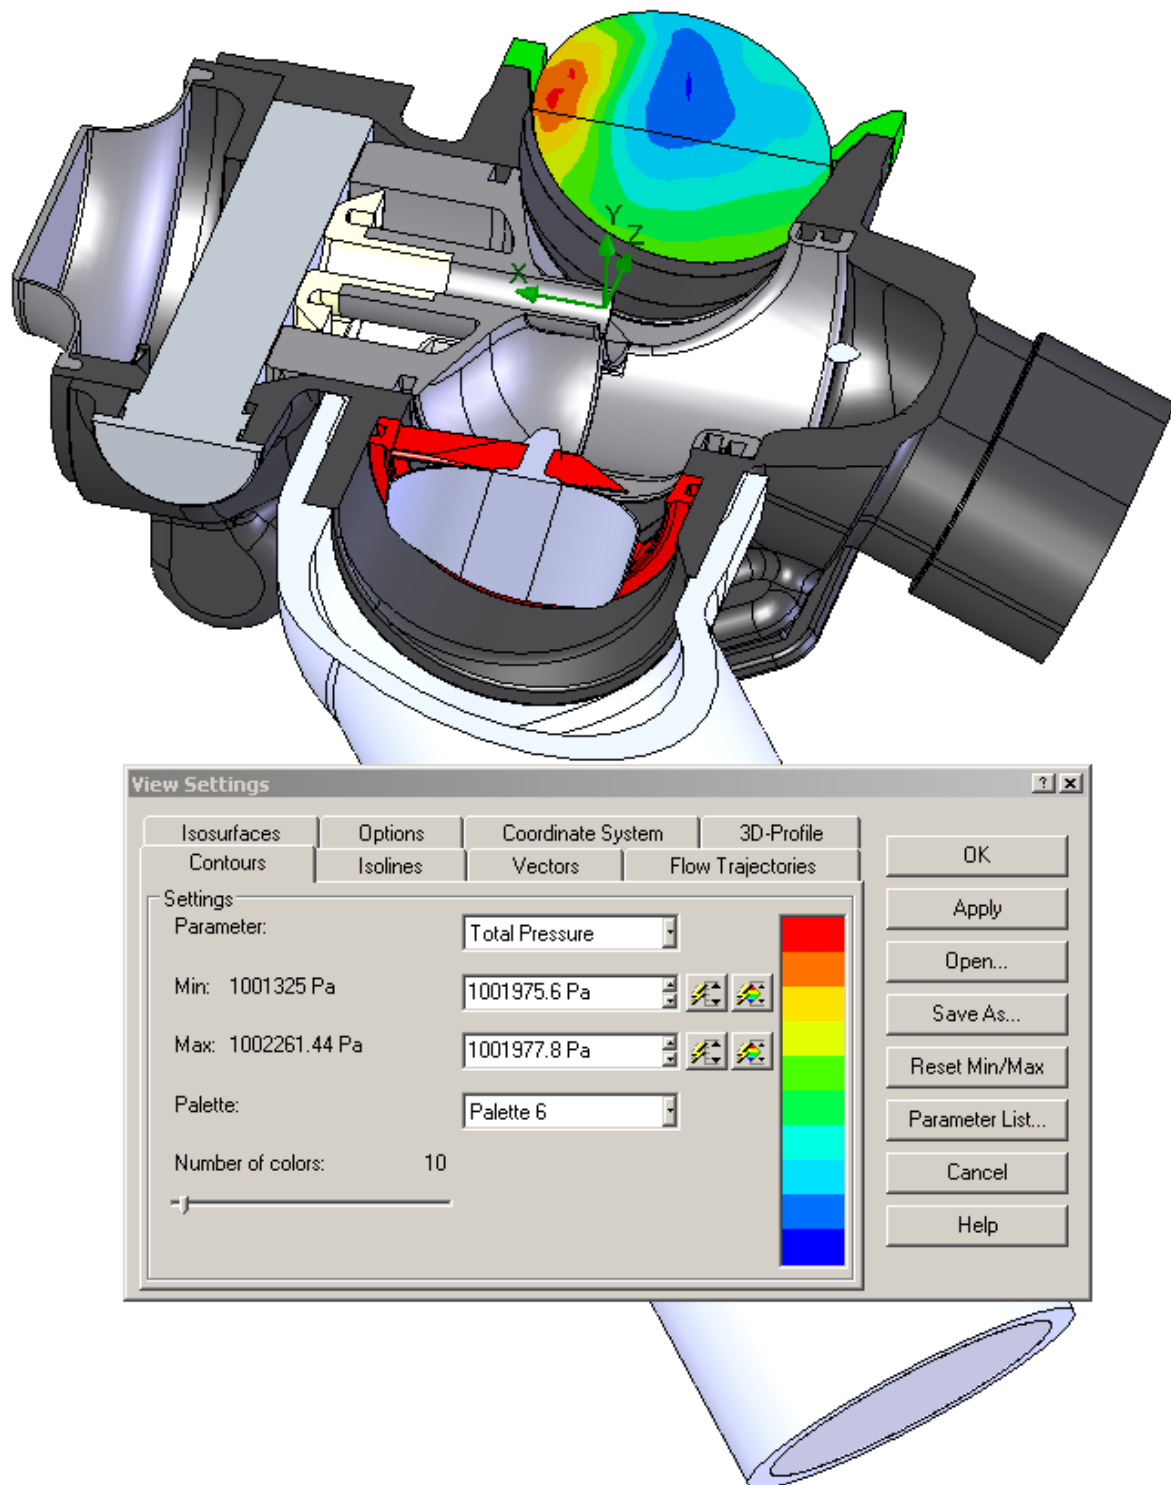 Y
Z
X
View Settings
Isosurfaces Options Coordinate System 3D-Profile
Contours Isolines Vectors Flow Trajectories
Settings
Parameter: Total Pressure
Min: 1001325 Pa 1001975.6 Pa
Max: 1002261.44 Pa 1001977.8 Pa
Palette: Palette 6
Number of colors: 10
OK
Apply
Open...
Save As...
Reset Min/Max
Parameter List...
Cancel
Help